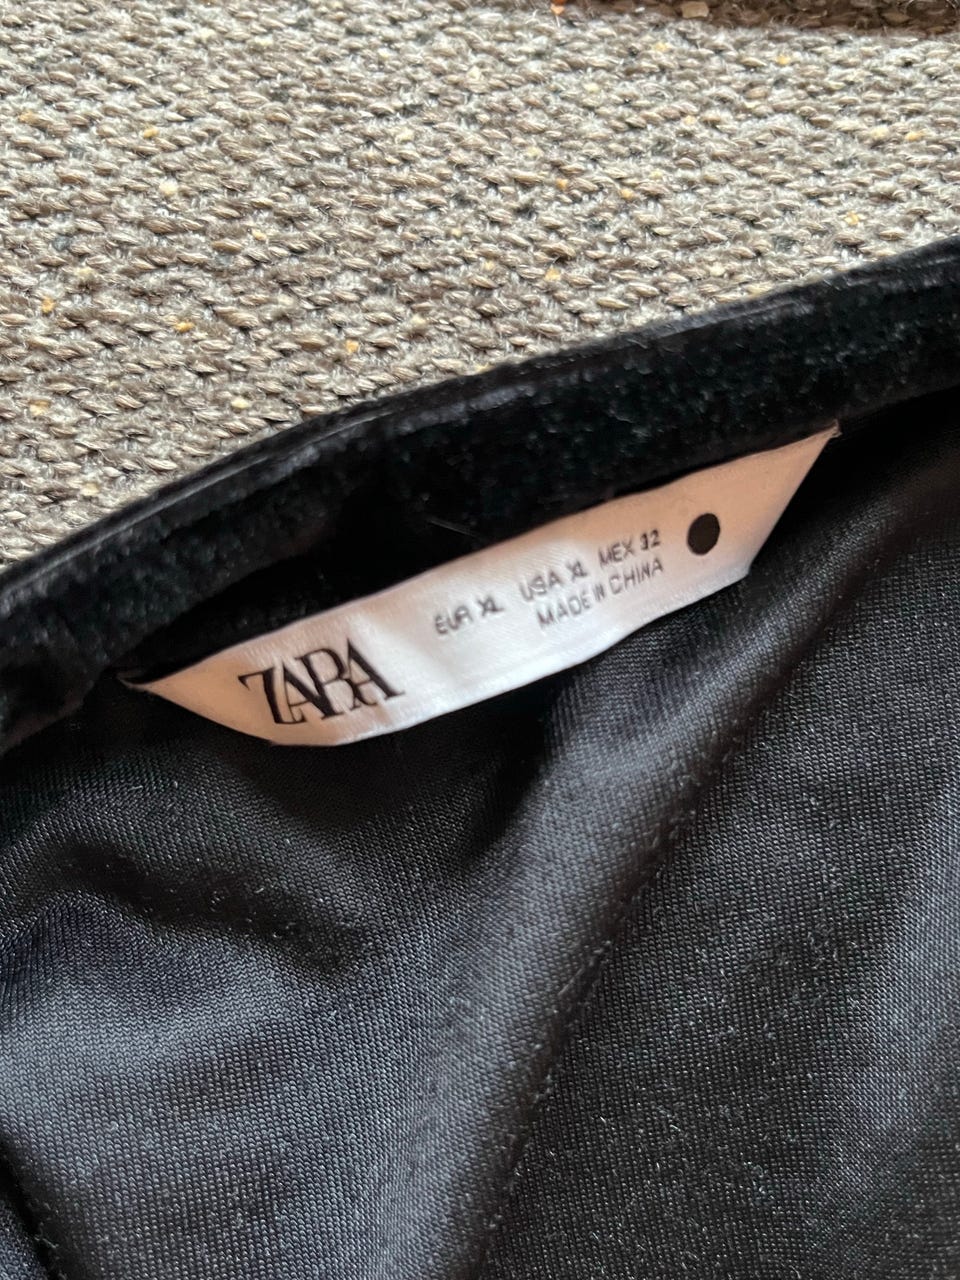 ZARA
EUR XL USA XL MEX 32
MADE IN CHINA